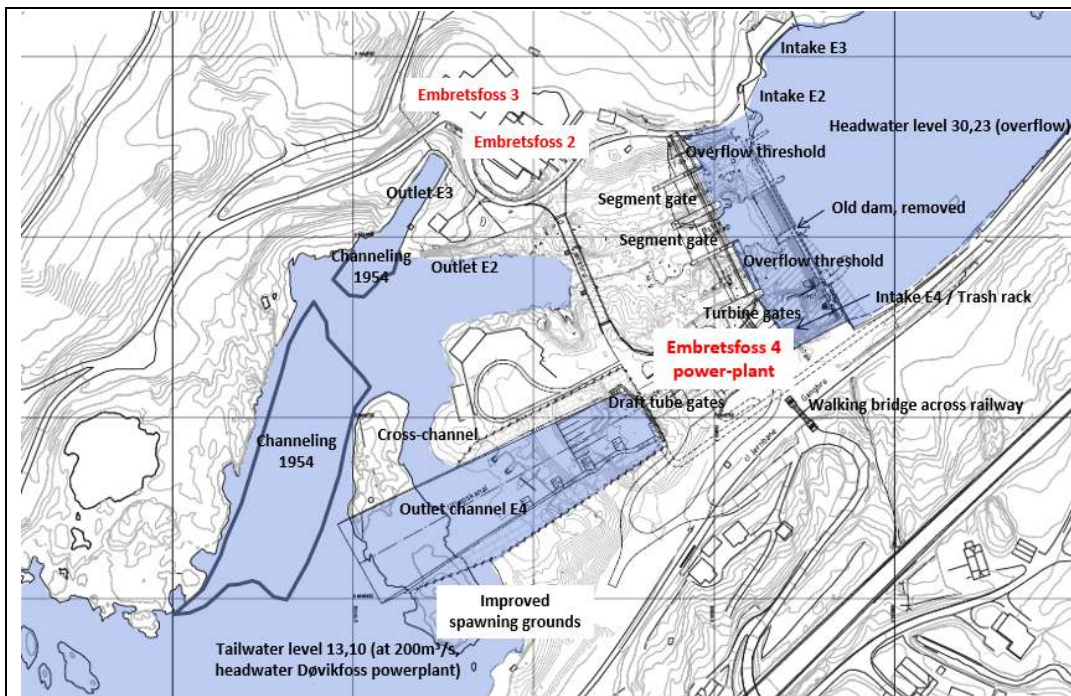 Intake E3
Embretsfoss 3
Intake E2
Headwater level 30,23 (overflow)
Embretsfoss 2
Overflow threshold
Outlet E3
Segment gate
Old dam, removed
Segment gate
Channeling
1954
Outlet E2
Overflow threshold
Intake E4 / Trash rack
Turbine gates
Embretsfoss 4
power-plant
Draft tube gates
Walking bridge across railway
Cross-channel
Channeling
1954
Outlet channel E4
Improved
spawning grounds
Tailwater level 13,10 (at 200m³/s,
headwater Døvikfoss powerplant)